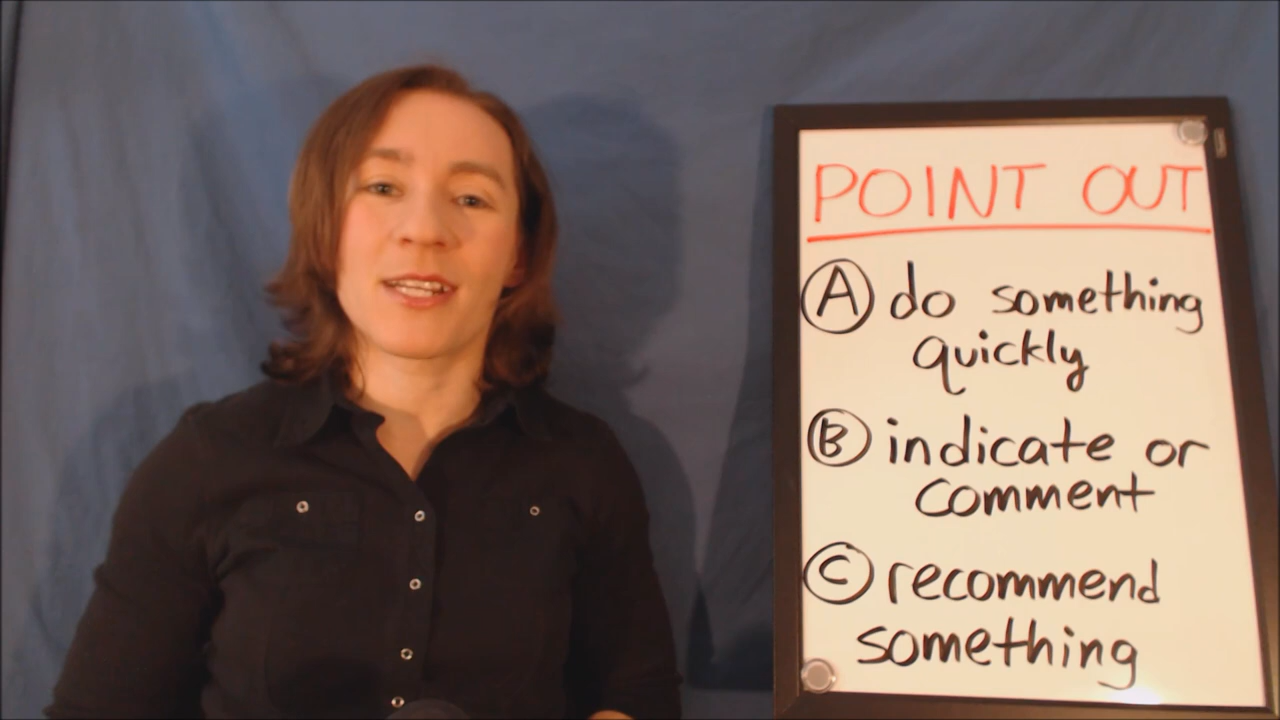 POINT OUT
A do something
quickly
B indicate or
comment
C recommend
something